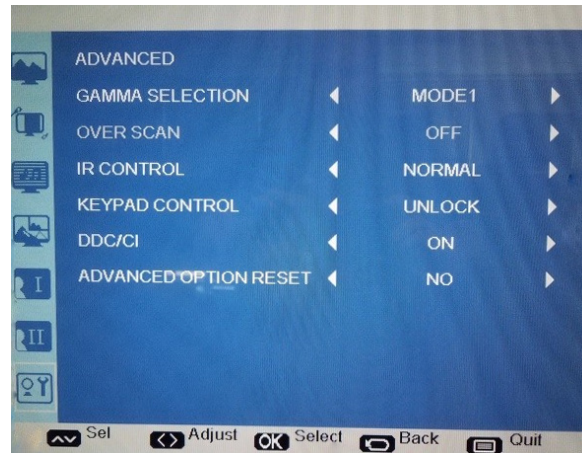 ADVANCED
GAMMA SELECTION MODE1
OVER SCAN OFF
IR CONTROL NORMAL
KEYPAD CONTROL UNLOCK
DDC/CI ON
ADVANCED OPTION RESET NO
I
II
Sel Adjust OK Select Back Quit